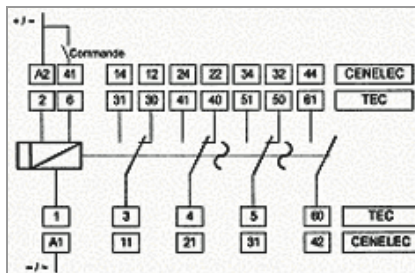 +/~
Commande
A2 41 14 12 24 22 34 32 44 CENELEC
2 6 31 30 41 40 51 50 61 TEC
1 3 4 5 60 TEC
A1 11 21 31 42 CENELEC
-/~